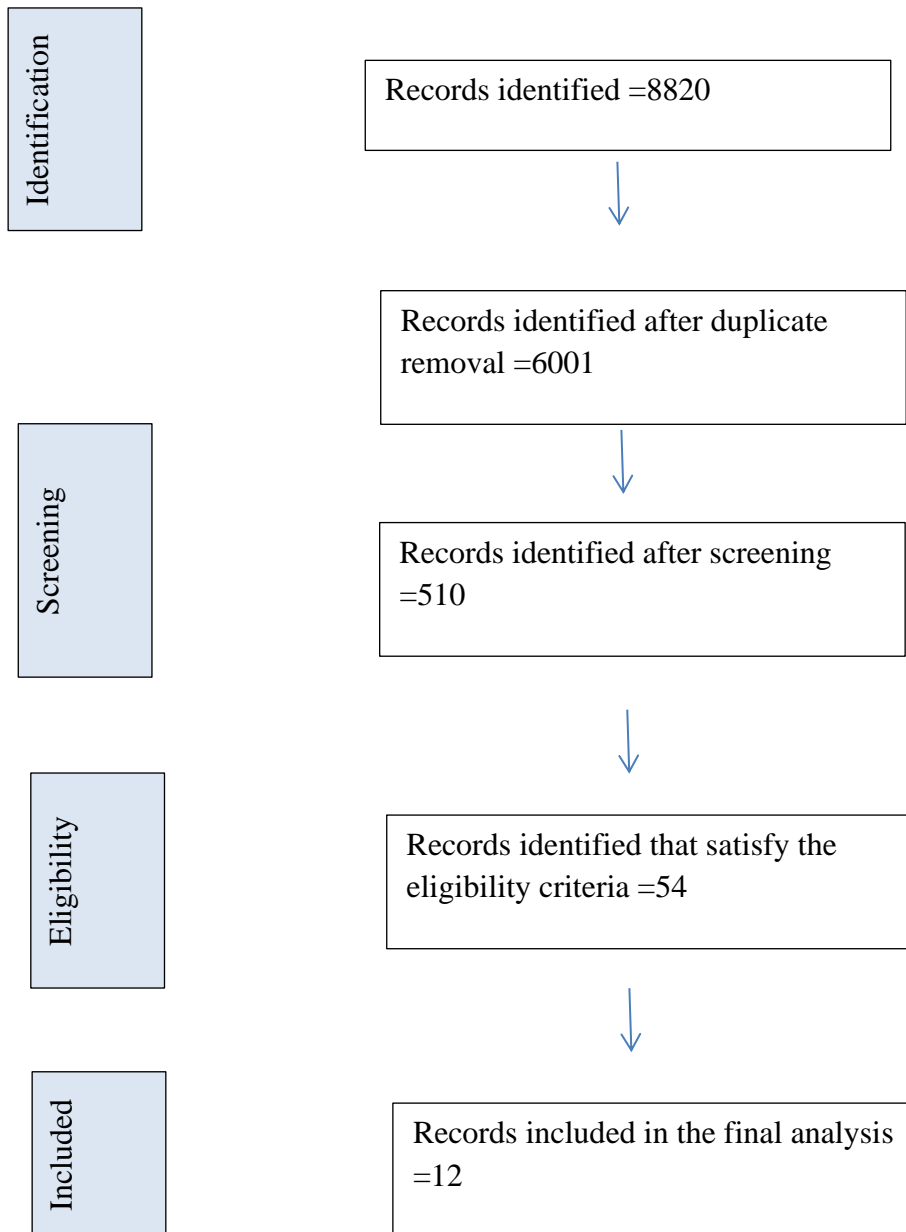 Identification
Records identified =8820
Records identified after duplicate
removal =6001
Screening
Records identified after screening
=510
Eligibility
Records identified that satisfy the
eligibility criteria =54
Included
Records included in the final analysis
=12